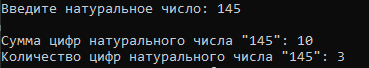 Введите натуральное число: 145
Сумма цифр натурального числа "145": 10
Количество цифр натурального числа "145": 3